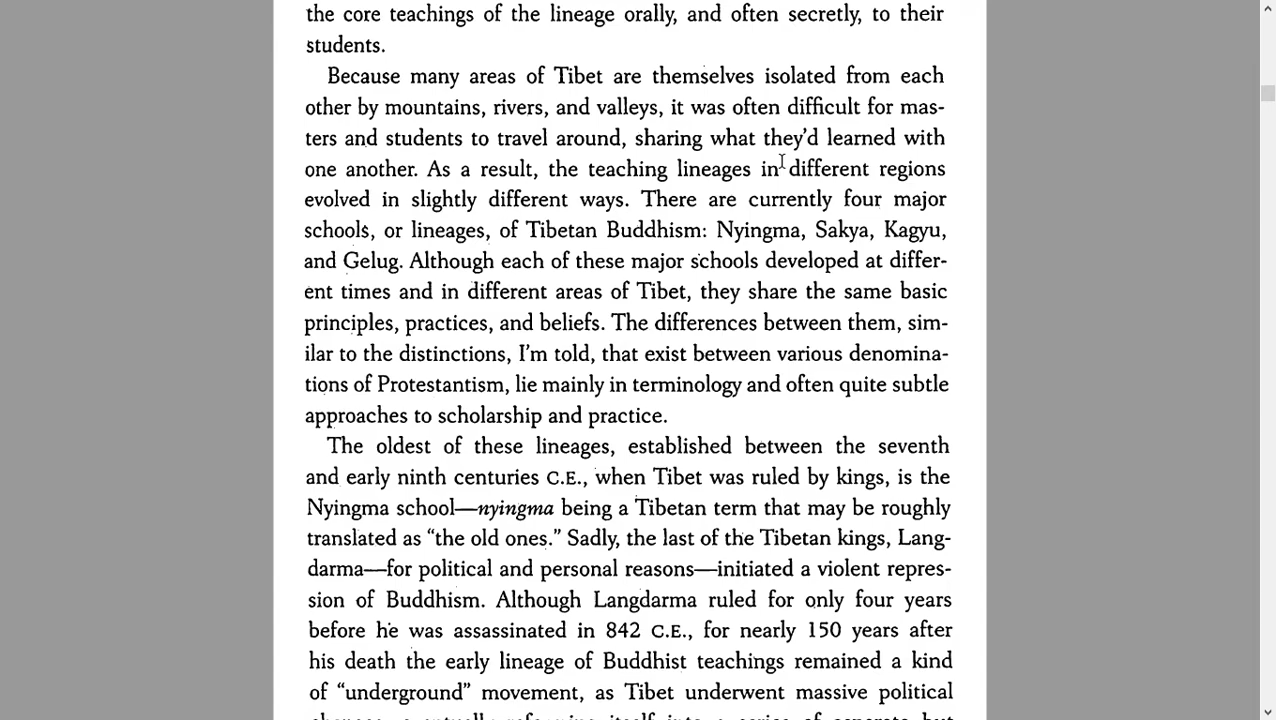 the core teachings of the lineage orally, and often secretly, to their
students.
Because many areas of Tibet are themselves isolated from each
other by mountains, rivers, and valleys, it was often difficult for mas-
ters and students to travel around, sharing what they'd learned with
one another. As a result, the teaching lineages in different regions
evolved in slightly different ways. There are currently four major
schools, or lineages, of Tibetan Buddhism: Nyingma, Sakya, Kagyu,
and Gelug. Although each of these major schools developed at differ-
ent times and in different areas of Tibet, they share the same basic
principles, practices, and beliefs. The differences between them, sim-
ilar to the distinctions, I'm told, that exist between various denomina-
tions of Protestantism, lie mainly in terminology and often quite subtle
approaches to scholarship and practice.
The oldest of these lineages, established between the seventh
and early ninth centuries C.E., when Tibet was ruled by kings, is the
Nyingma school—nyingma being a Tibetan term that may be roughly
translated as “the old ones.” Sadly, the last of the Tibetan kings, Lang-
darma—for political and personal reasons—initiated a violent repres-
sion of Buddhism. Although Langdarma ruled for only four years
before he was assassinated in 842 C.E., for nearly 150 years after
his death the early lineage of Buddhist teachings remained a kind
of “underground” movement, as Tibet underwent massive political